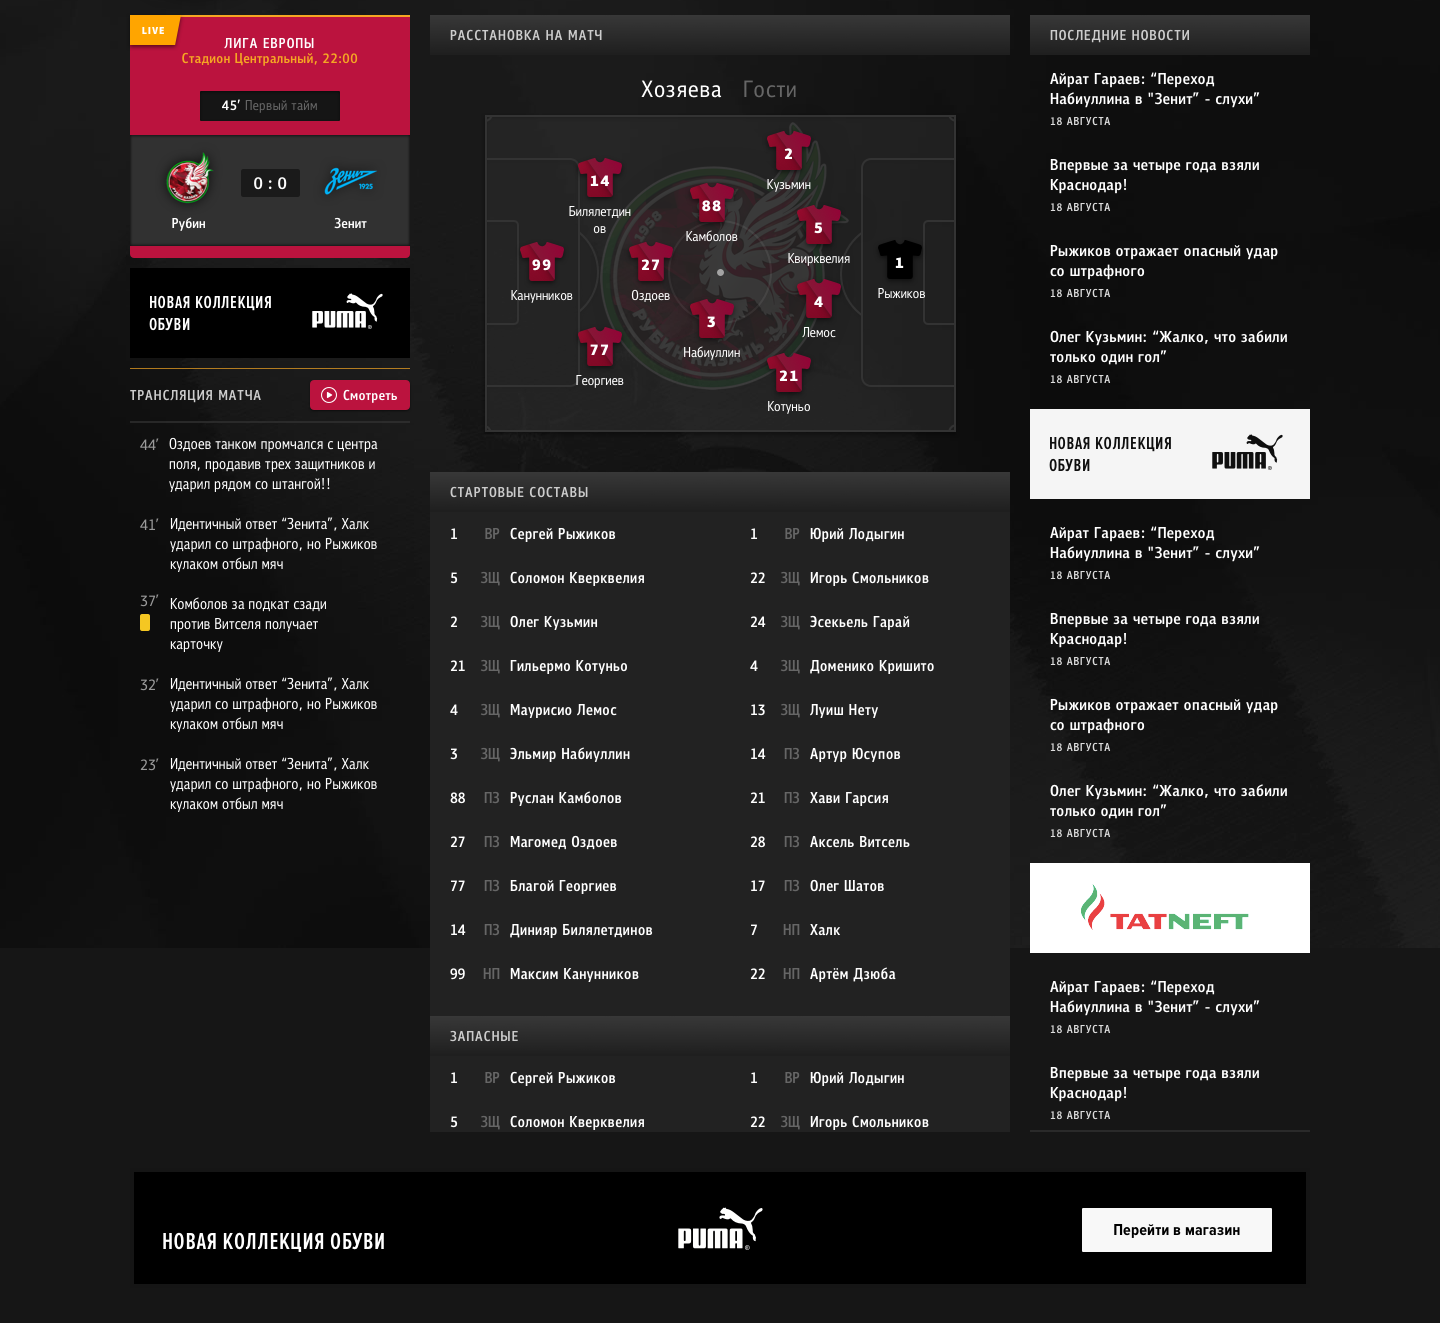 LIVE
ЛИГА ЕВРОПЫ
Стадион Центральный, 22:00
45’ Первый тайм
0 : 0
1925
Рубин
Зенит
НОВАЯ КОЛЛЕКЦИЯ
ОБУВИ
PUMA
ТРАНСЛЯЦИЯ МАТЧА
Смотреть
44’ Оздоев танком промчался с центра
поля, продавив трех защитников и
ударил рядом со штангой!!
41’ Идентичный ответ “Зенита”, Халк
ударил со штрафного, но Рыжиков
кулаком отбыл мяч
37’ Комболов за подкат сзади
против Витселя получает
карточку
32’ Идентичный ответ “Зенита”, Халк
ударил со штрафного, но Рыжиков
кулаком отбыл мяч
23’ Идентичный ответ “Зенита”, Халк
ударил со штрафного, но Рыжиков
кулаком отбыл мяч
РАССТАНОВКА НА МАТЧ
Хозяева Гости
2
Кузьмин
14
Билялетдин
ов
88
Камболов
5
Квирквелия
99
Канунников
27
Оздоев
1
Рыжиков
4
Лемос
3
Набиуллин
77
Георгиев
21
Котуньо
1958
РУБИН КАЗАНЬ
СТАРТОВЫЕ СОСТАВЫ
1 ВР Сергей Рыжиков 1 ВР Юрий Лодыгин
5 ЗЩ Соломон Кверквелия 22 ЗЩ Игорь Смольников
2 ЗЩ Олег Кузьмин 24 ЗЩ Эсекьель Гарай
21 ЗЩ Гильермо Котуньо 4 ЗЩ Доменико Кришито
4 ЗЩ Маурисио Лемос 13 ЗЩ Луиш Нету
3 ЗЩ Эльмир Набиуллин 14 ПЗ Артур Юсупов
88 ПЗ Руслан Камболов 21 ПЗ Хави Гарсия
27 ПЗ Магомед Оздоев 28 ПЗ Аксель Витсель
77 ПЗ Благой Георгиев 17 ПЗ Олег Шатов
14 ПЗ Динияр Билялетдинов 7 НП Халк
99 НП Максим Канунников 22 НП Артём Дзюба
ЗАПАСНЫЕ
1 ВР Сергей Рыжиков 1 ВР Юрий Лодыгин
5 ЗЩ Соломон Кверквелия 22 ЗЩ Игорь Смольников
ПОСЛЕДНИЕ НОВОСТИ
Айрат Гараев: “Переход
Набиуллина в "Зенит” - слухи”
18 АВГУСТА
Впервые за четыре года взяли
Краснодар!
18 АВГУСТА
Рыжиков отражает опасный удар
со штрафного
18 АВГУСТА
Олег Кузьмин: “Жалко, что забили
только один гол”
18 АВГУСТА
НОВАЯ КОЛЛЕКЦИЯ
ОБУВИ
PUMA
Айрат Гараев: “Переход
Набиуллина в "Зенит” - слухи”
18 АВГУСТА
Впервые за четыре года взяли
Краснодар!
18 АВГУСТА
Рыжиков отражает опасный удар
со штрафного
18 АВГУСТА
Олег Кузьмин: “Жалко, что забили
только один гол”
18 АВГУСТА
TATNEFT
Айрат Гараев: “Переход
Набиуллина в "Зенит” - слухи”
18 АВГУСТА
Впервые за четыре года взяли
Краснодар!
18 АВГУСТА
НОВАЯ КОЛЛЕКЦИЯ ОБУВИ
PUMA
Перейти в магазин